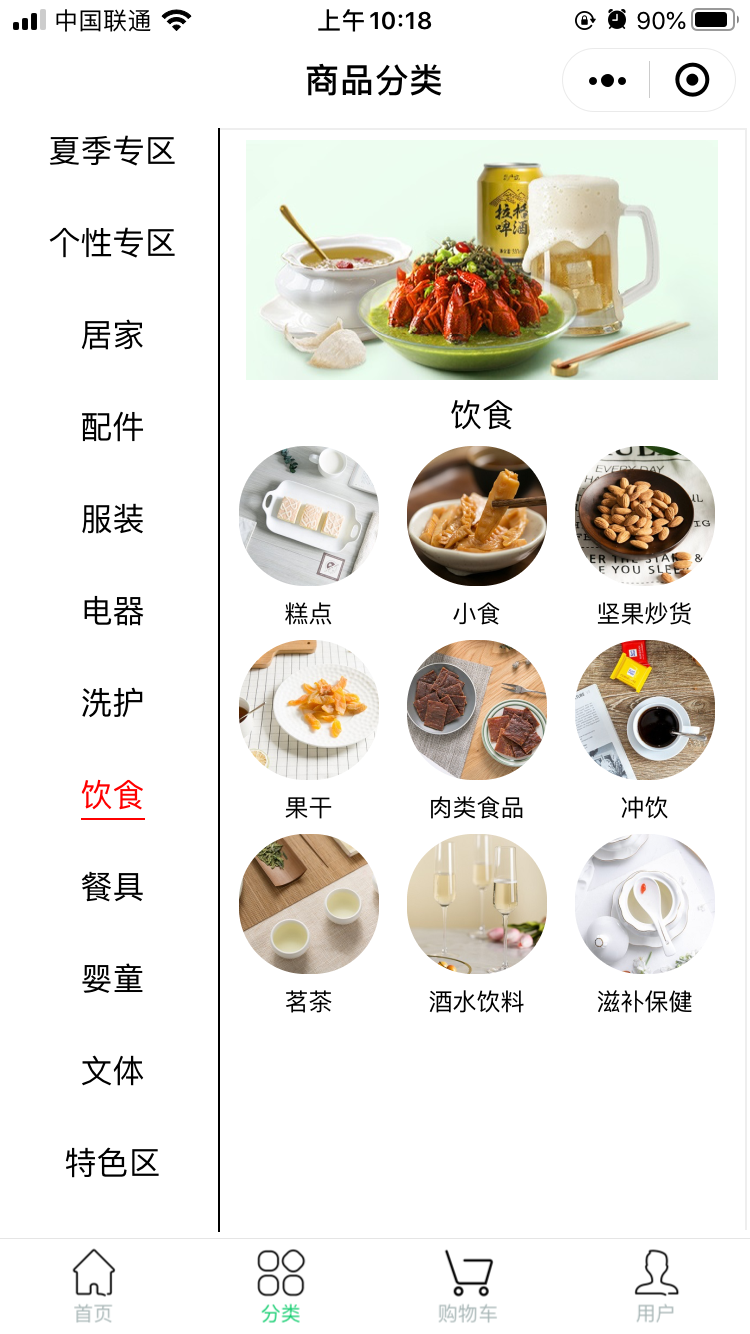 中国联通
上午10:18
90%
商品分类
夏季专区
个性专区
居家
配件
服装
电器
洗护
饮食
餐具
婴童
文体
特色区
拉格
啤酒
饮食
糕点
小食
EVERY DAY
坚果炒货
果干
肉类食品
冲饮
茗茶
酒水饮料
滋补保健
首页
分类
购物车
用户